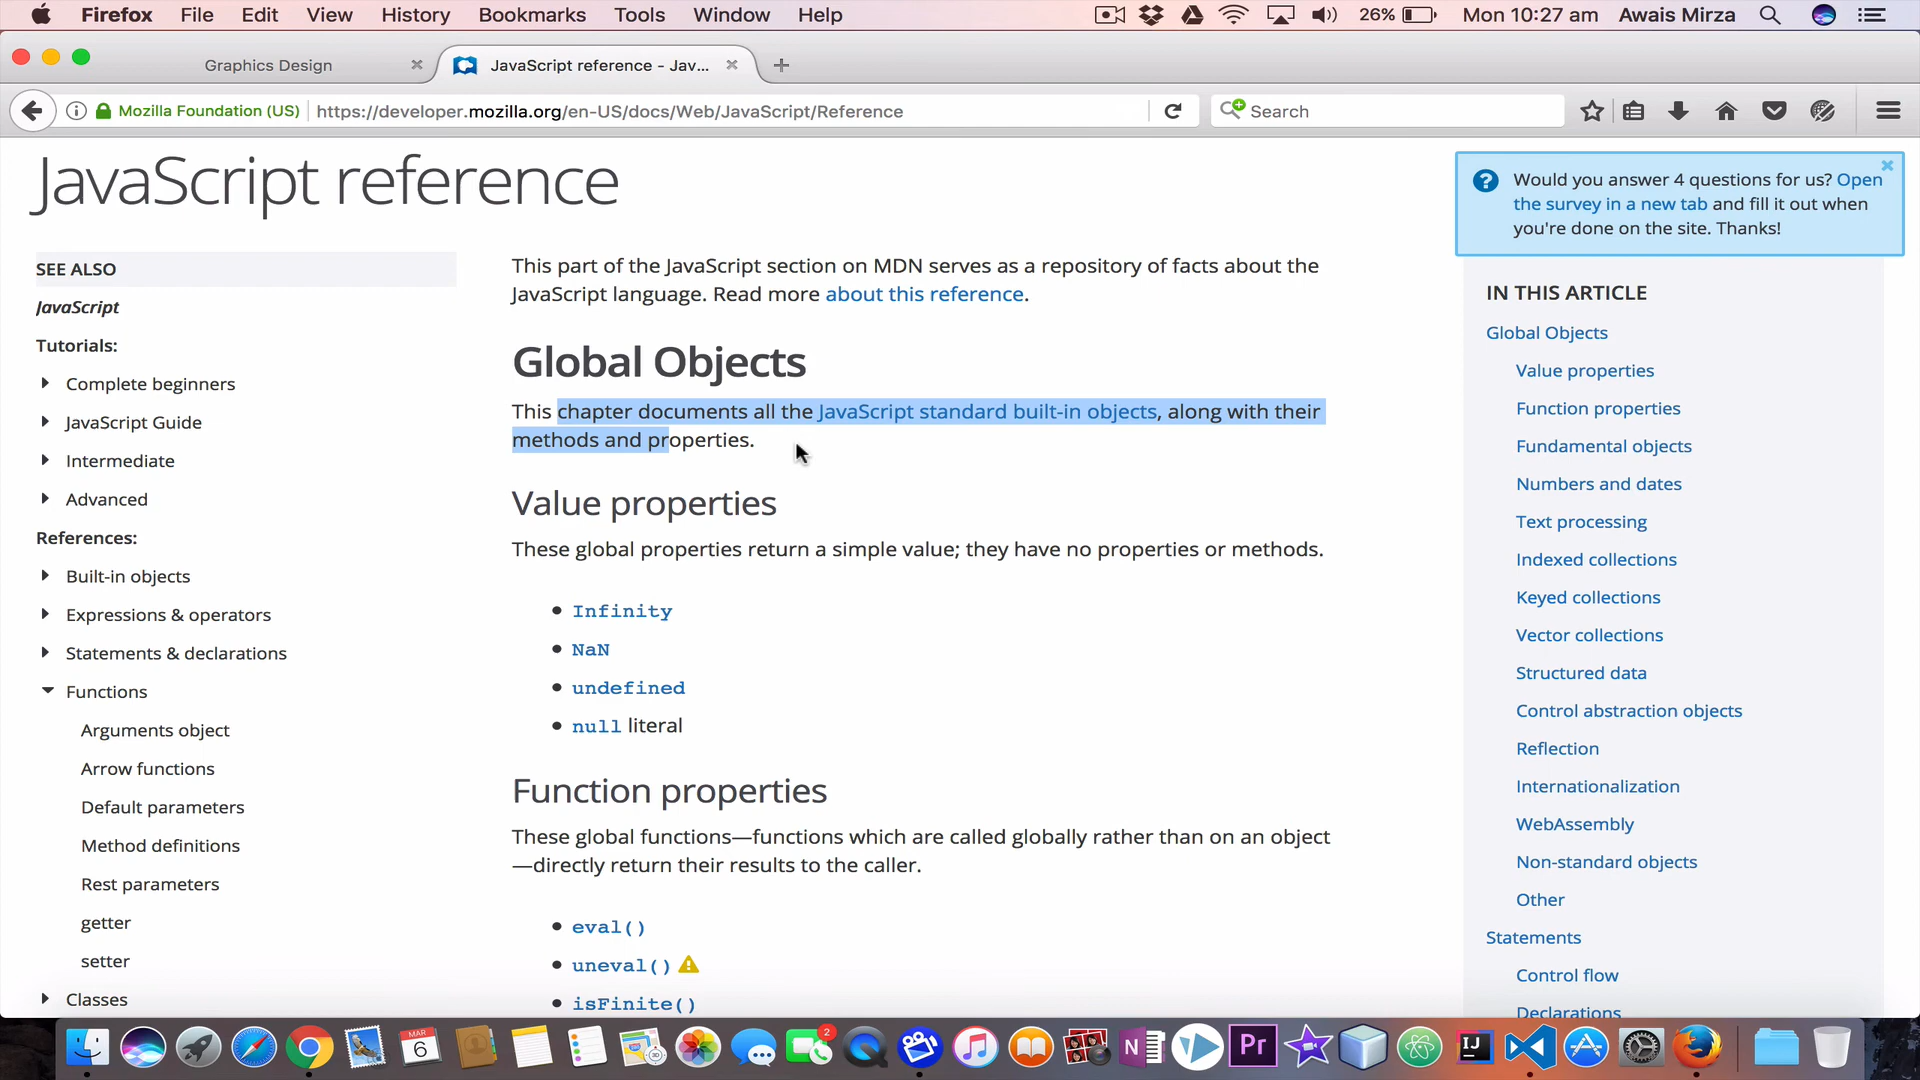 Firefox File Edit View History Bookmarks Tools Window Help 26% Mon 10:27 am Awais Mirza
Graphics Design
JavaScript reference - Jav...
Mozilla Foundation (US) https://developer.mozilla.org/en-US/docs/Web/JavaScript/Reference
Search
JavaScript reference
SEE ALSO
JavaScript
Tutorials:
Complete beginners
JavaScript Guide
Intermediate
Advanced
References:
Built-in objects
Expressions & operators
Statements & declarations
Functions
Arguments object
Arrow functions
Default parameters
Method definitions
Rest parameters
getter
setter
Classes
This part of the JavaScript section on MDN serves as a repository of facts about the
JavaScript language. Read more about this reference.
Global Objects
This chapter documents all the JavaScript standard built-in objects, along with their
methods and properties.
Value properties
These global properties return a simple value; they have no properties or methods.
Infinity
NaN
undefined
null literal
Function properties
These global functions—functions which are called globally rather than on an object
—directly return their results to the caller.
eval()
uneval()
isFinite()
Would you answer 4 questions for us? Open
the survey in a new tab and fill it out when
you're done on the site. Thanks!
IN THIS ARTICLE
Global Objects
Value properties
Function properties
Fundamental objects
Numbers and dates
Text processing
Indexed collections
Keyed collections
Vector collections
Structured data
Control abstraction objects
Reflection
Internationalization
WebAssembly
Non-standard objects
Other
Statements
Control flow
Declarations
MAR
6
2
N
Pr
IJ